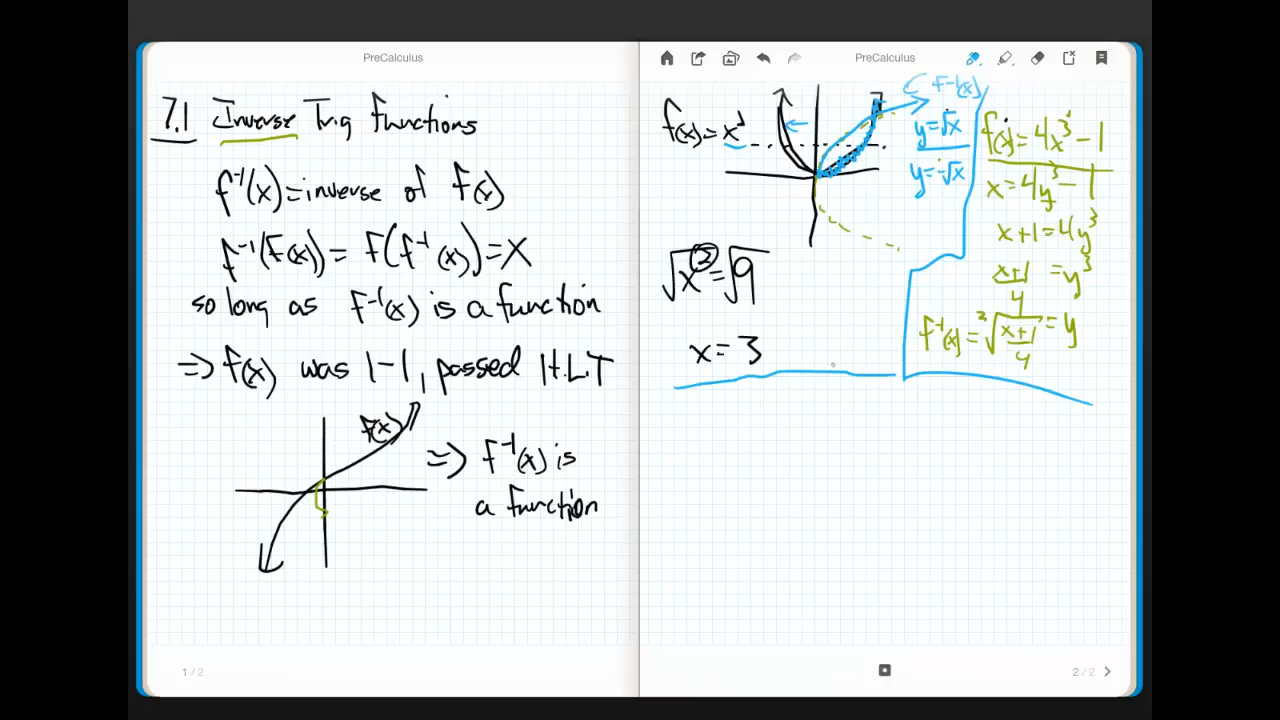 PreCalculus
7.1 Inverse Trig Functions
f⁻¹(x)=inverse of f(x)
f⁻¹(f(x))= f(f⁻¹(x))=x
so long as f⁻¹(x) is a function
=> f(x) was 1-1, passed H.L.T
f(x)
=> f⁻¹(x) is
a function
1 / 2
PreCalculus
f⁻¹(x)
f(x)=x²
y=√x
y=-√x
√x² = √9
x = 3
f(x)=4x³-1
x=4y³-1
x+1=4y³
x+1/4 =y³
f⁻¹(x)=³√x+1/4 = y
2 / 2